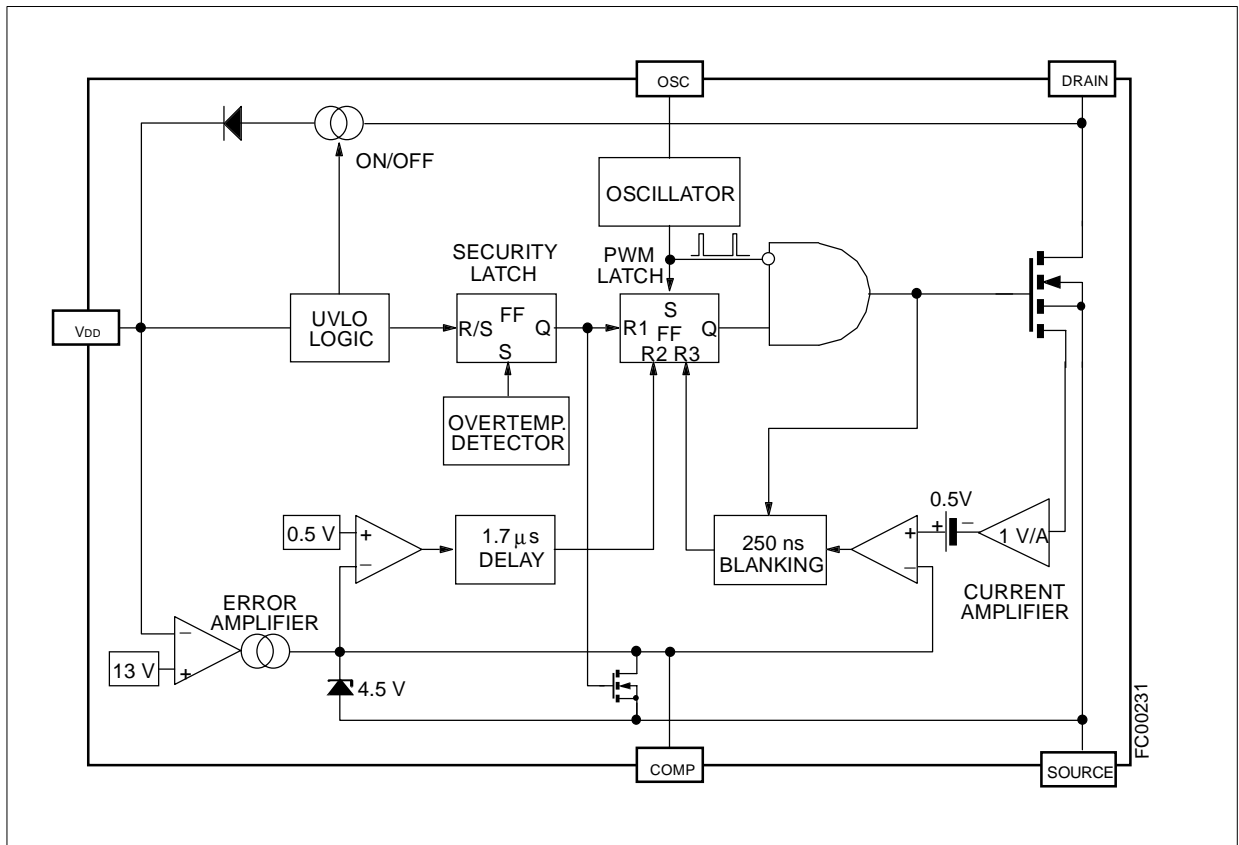 OSC
DRAIN
ON/OFF
OSCILLATOR
SECURITY
LATCH
PWM
LATCH
VDD
UVLO
LOGIC
R/S FF Q
S
R1 S Q
FF
R2 R3
OVERTEMP.
DETECTOR
0.5 V
+
−
1.7 µs
DELAY
250 ns
BLANKING
+
−
0.5V
+ −
1 V/A
CURRENT
AMPLIFIER
ERROR
AMPLIFIER
−
+
13 V
4.5 V
COMP
SOURCE
FC00231